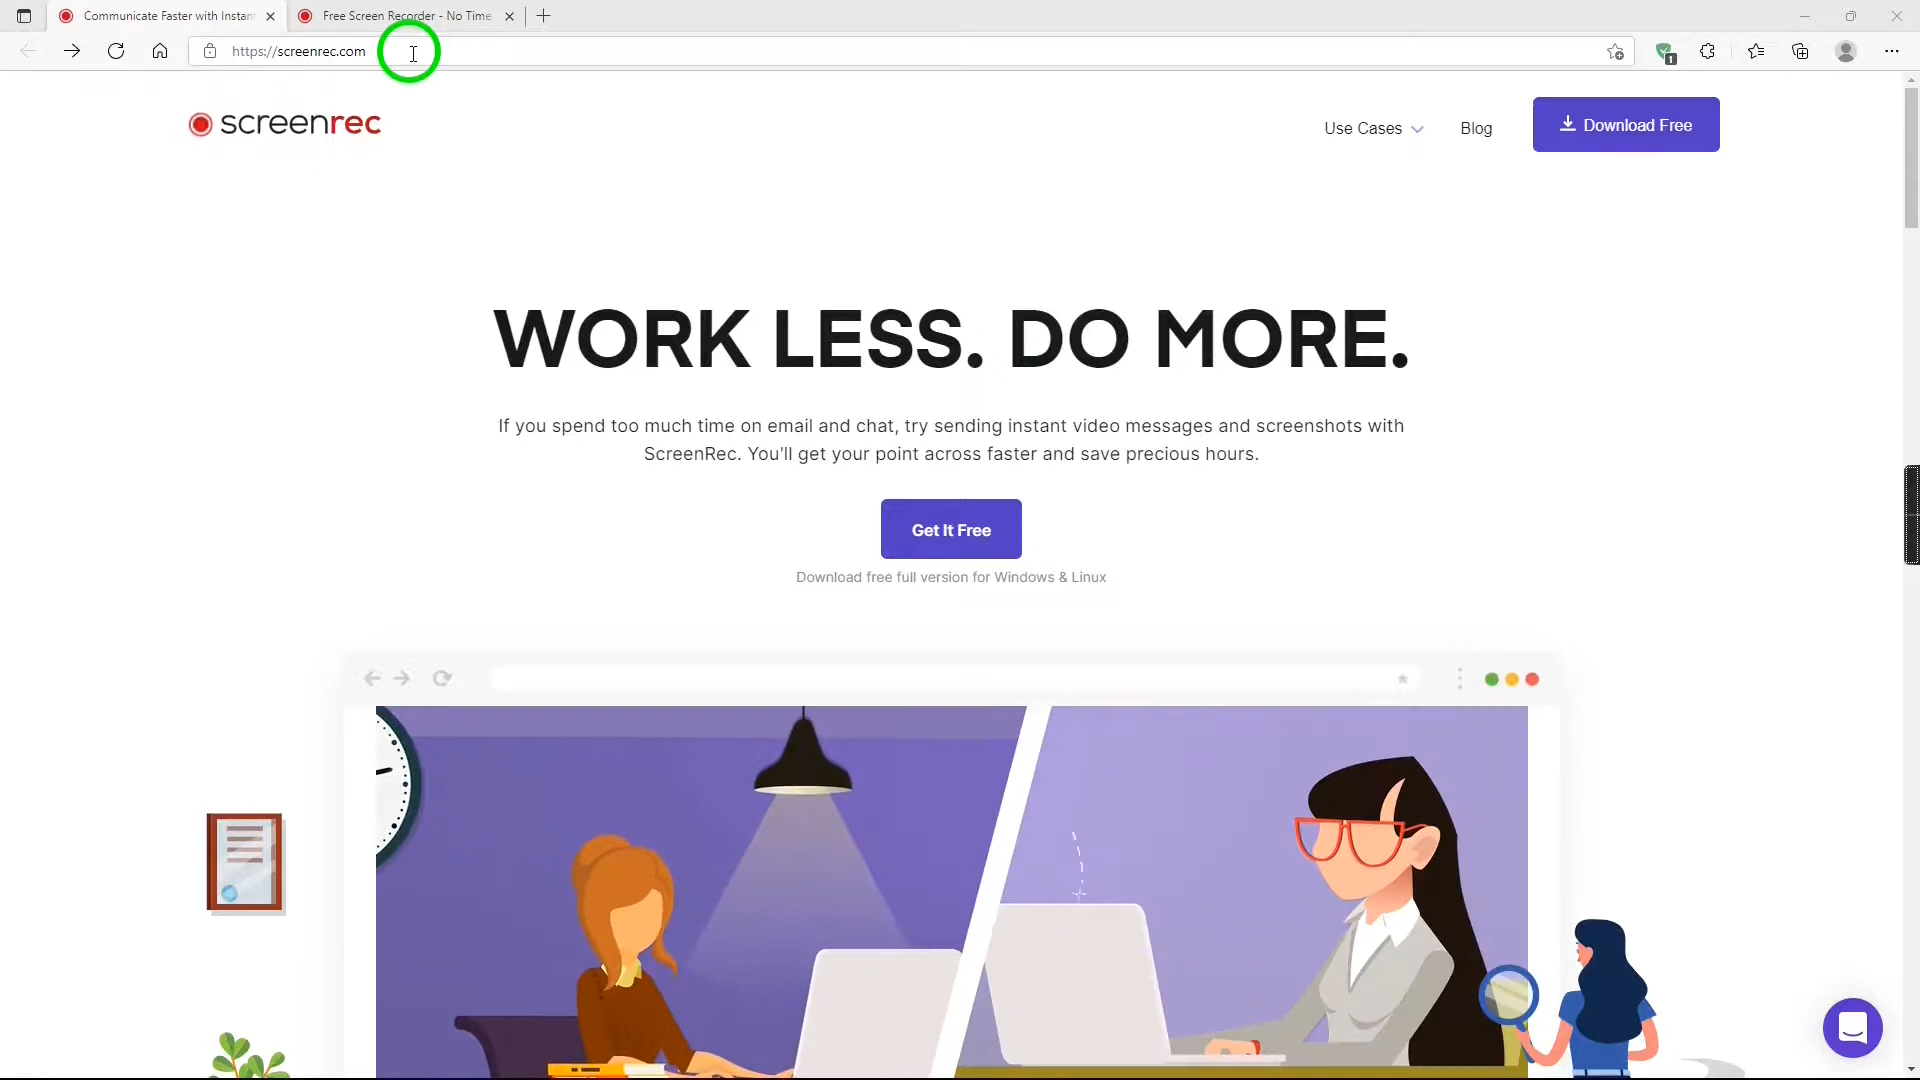 Communicate Faster with Instan
Free Screen Recorder - No Time
https://screenrec.com
1
screenrec
Use Cases
Blog
Download Free
WORK LESS. DO MORE.
If you spend too much time on email and chat, try sending instant video messages and screenshots with
ScreenRec. You'll get your point across faster and save precious hours.
Get It Free
Download free full version for Windows & Linux